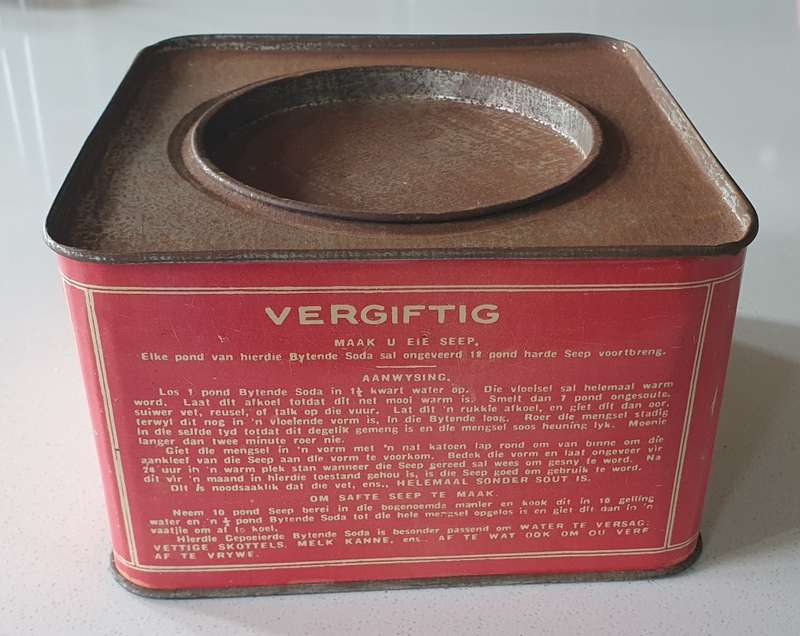 VERGIFTIG
MAAK U EIE SEEP.
Elke pond van hierdie Bytende Soda sal ongeveerd 12 pond harde Seep voortbreng.
AANWYSING.
Los 1 pond Bytende Soda in 1¼ kwart water op. Die vloeisel sal helemaal warm
word. Laat dit afkoel totdat dit net mooi warm is. Smelt dan 7 pond ongesoute,
suiwer vet, reusel, of talk op die vuur. Lat dit 'n rukkie afkoel, en giet dit dan oor,
terwyl dit nog in 'n vloeiende vorm is, in die Bytende loog. Roer die mengsel stadig
in die selfde tyd totdat dit degelik gemeng is en die mengsel soos heuning lyk. Moenie
langer dan twee minute roer nie.
Giet die mengsel in 'n vorm met 'n nat katoen lap rond om van binne om die
aankleef van die Seep aan die vorm te voorkom. Bedek die vorm en laat ongeveer vir
24 uur in 'n warm plek stan wanneer die Seep gereed sal wees om gesny te word. Na
dit vir 'n maand in hierdie toestand gehou is, is die Seep goed om gebruik te word.
Dit is noodsaaklik dat die vet, ens., HELEMAAL SONDER SOUT IS.
OM SAFTE SEEP TE MAAK.
Neem 10 pond Seep berei in die bogenoemde manier en kook dit in 10 gelling
water en 'n ½ pond Bytende Soda tot die hole mengsel opgelos is en giet dit dan in 'n
vaatjie om af te koel.
Hierdie Gepoeierde Bytende Soda is besonder passend om WATER TE VERSAG:
VETTIGE SKOTTELS, MELK KANNE, ens., AF TE WAT OOK OM OU VERF
AF TE VRYWE.